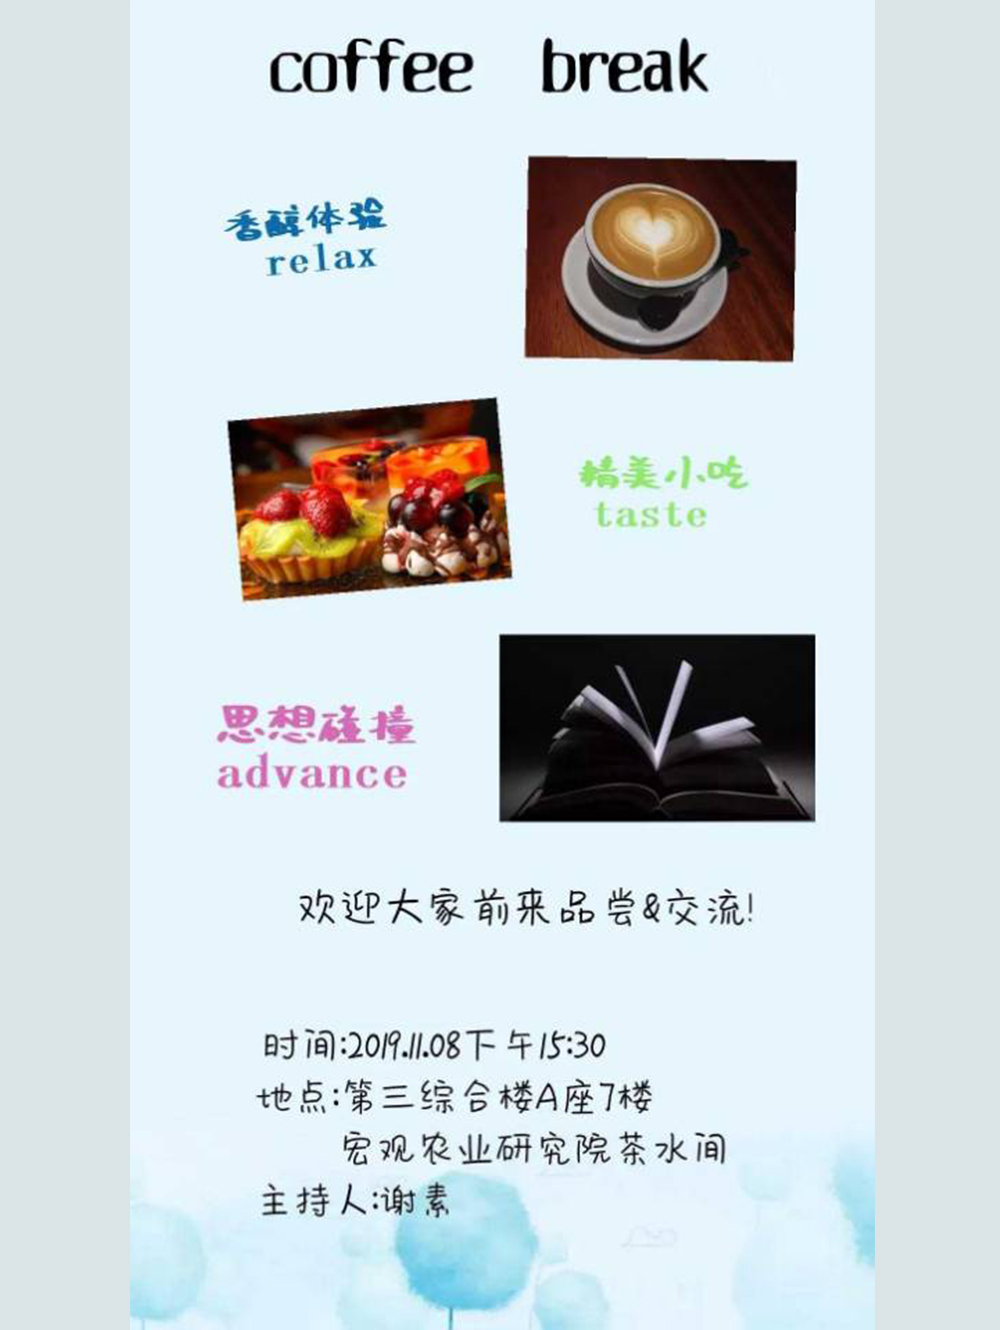 coffee break
香醇体验
relax
精美小吃
taste
思想碰撞
advance
欢迎大家前来品尝&交流!
时间:2019.11.08下午15:30
地点:第三综合楼A座7楼
宏观农业研究院茶水间
主持人:谢素